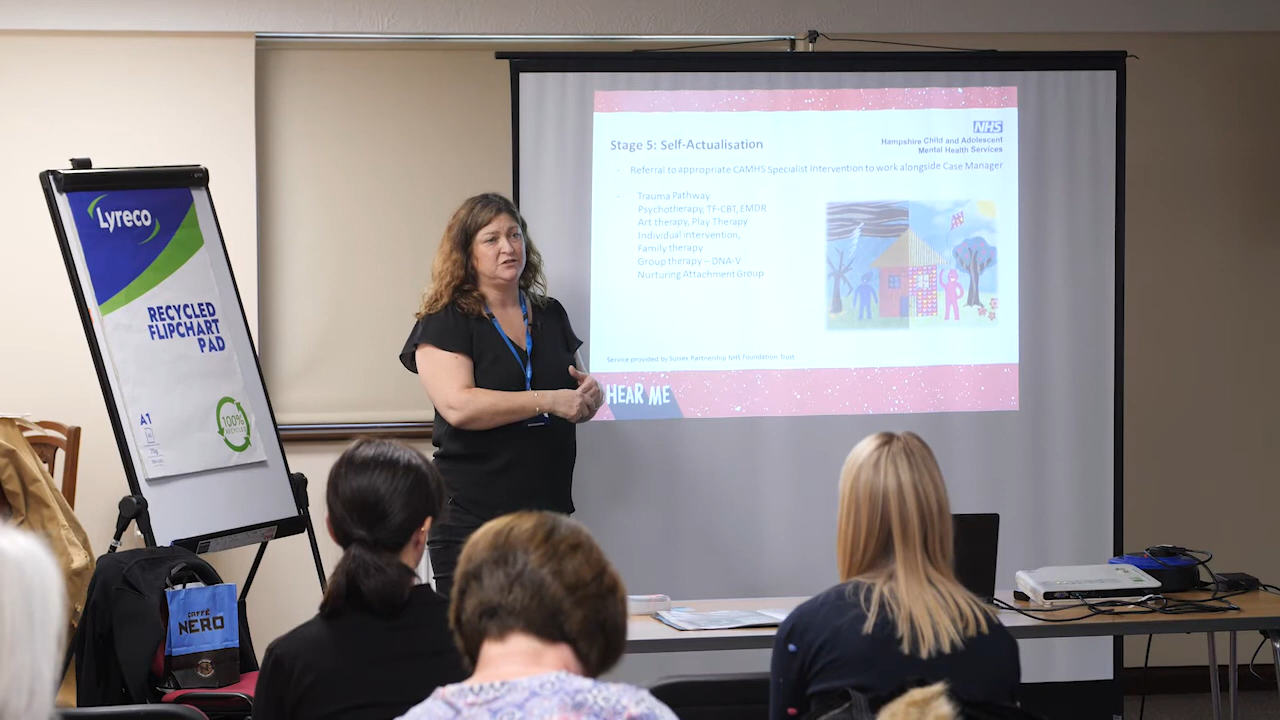 Lyreco
RECYCLED
FLIPCHART
PAD
A1
100%
RECYCLED
CAFFÈ
NERO
NHS
Hampshire Child and Adolescent
Mental Health Services
Stage 5: Self-Actualisation
- Referral to appropriate CAMHS Specialist Intervention to work alongside Case Manager
- Trauma Pathway
Psychotherapy, TF-CBT, EMDR
Art therapy, Play Therapy
Individual intervention,
Family therapy
Group therapy – DNA-V
Nurturing Attachment Group
Service provided by Sussex Partnership NHS Foundation Trust
HEAR ME